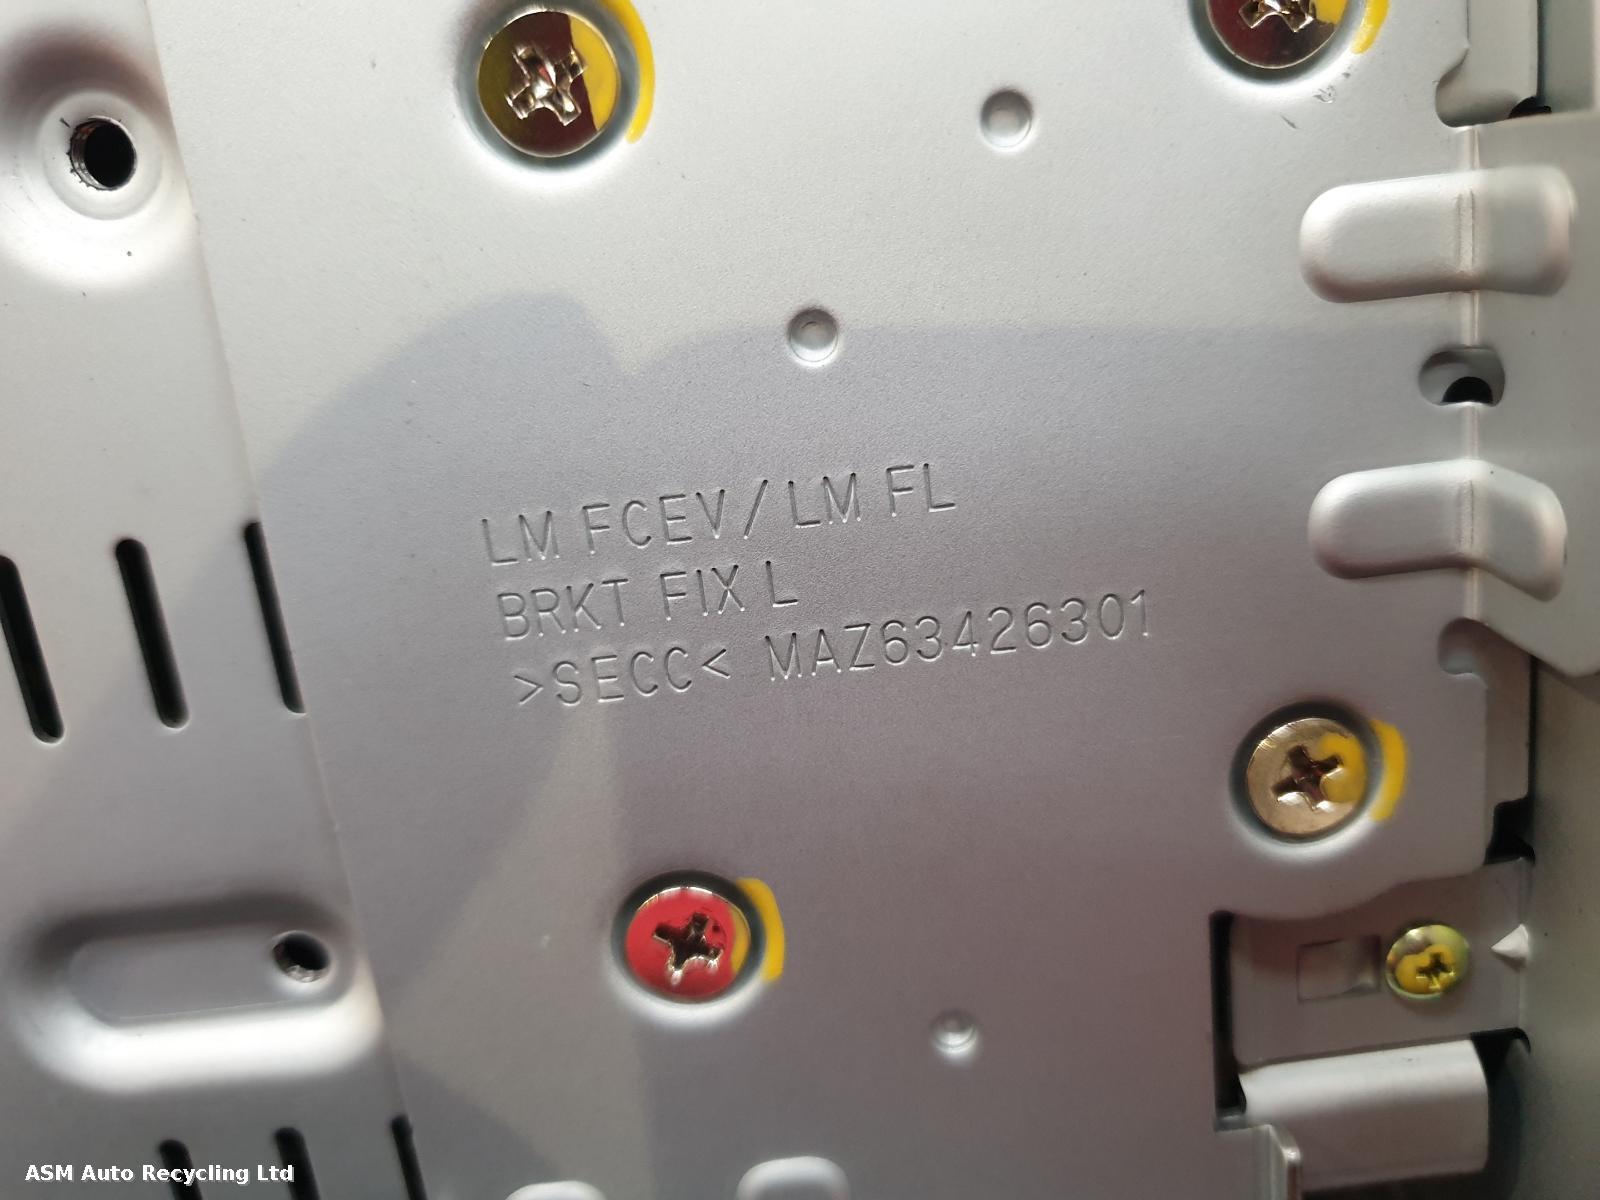 LM FCEV/LM FL
BRKT FIX L
>SECC< MAZ63426301
ASM Auto Recycling Ltd